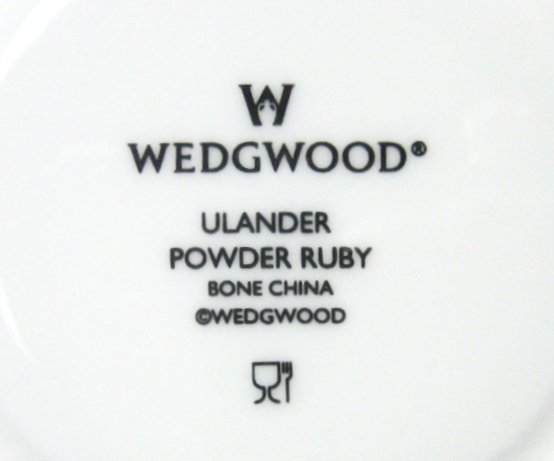 W
WEDGWOOD®
ULANDER
POWDER RUBY
BONE CHINA
©WEDGWOOD